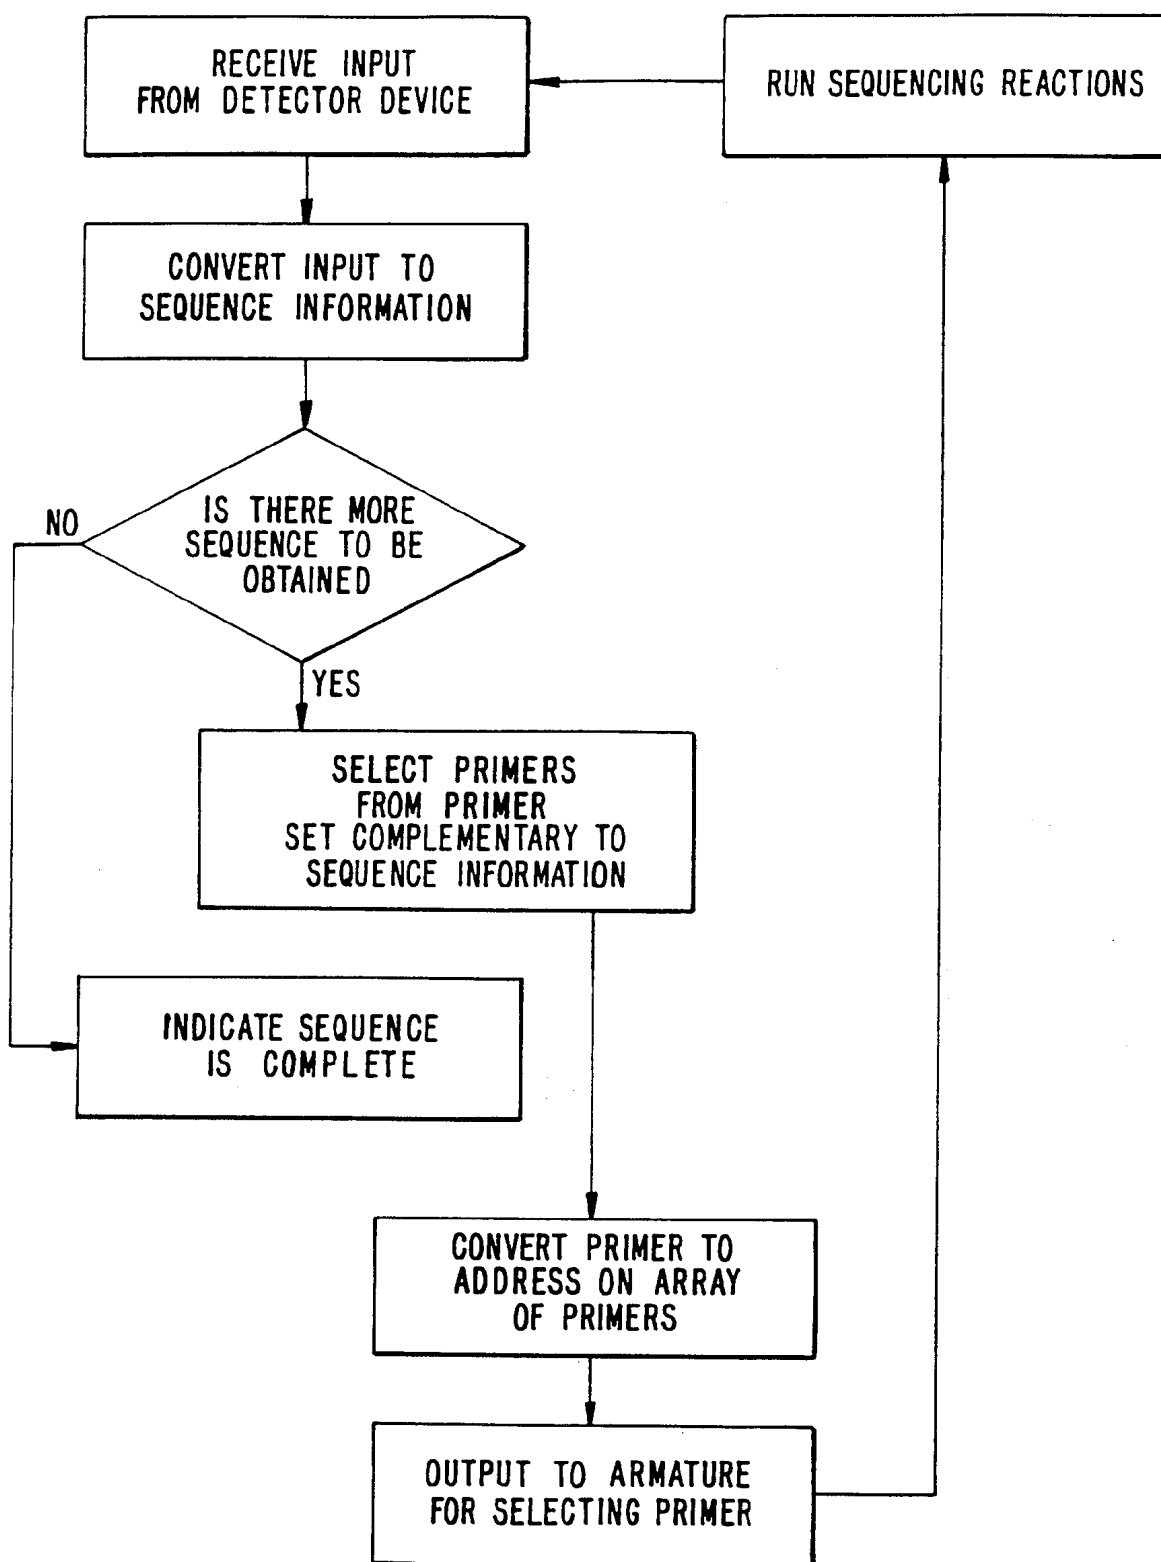 RECEIVE INPUT
FROM DETECTOR DEVICE
RUN SEQUENCING REACTIONS
CONVERT INPUT TO
SEQUENCE INFORMATION
IS THERE MORE
SEQUENCE TO BE
OBTAINED
NO
YES
SELECT PRIMERS
FROM PRIMER
SET COMPLEMENTARY TO
SEQUENCE INFORMATION
INDICATE SEQUENCE
IS COMPLETE
CONVERT PRIMER TO
ADDRESS ON ARRAY
OF PRIMERS
OUTPUT TO ARMATURE
FOR SELECTING PRIMER